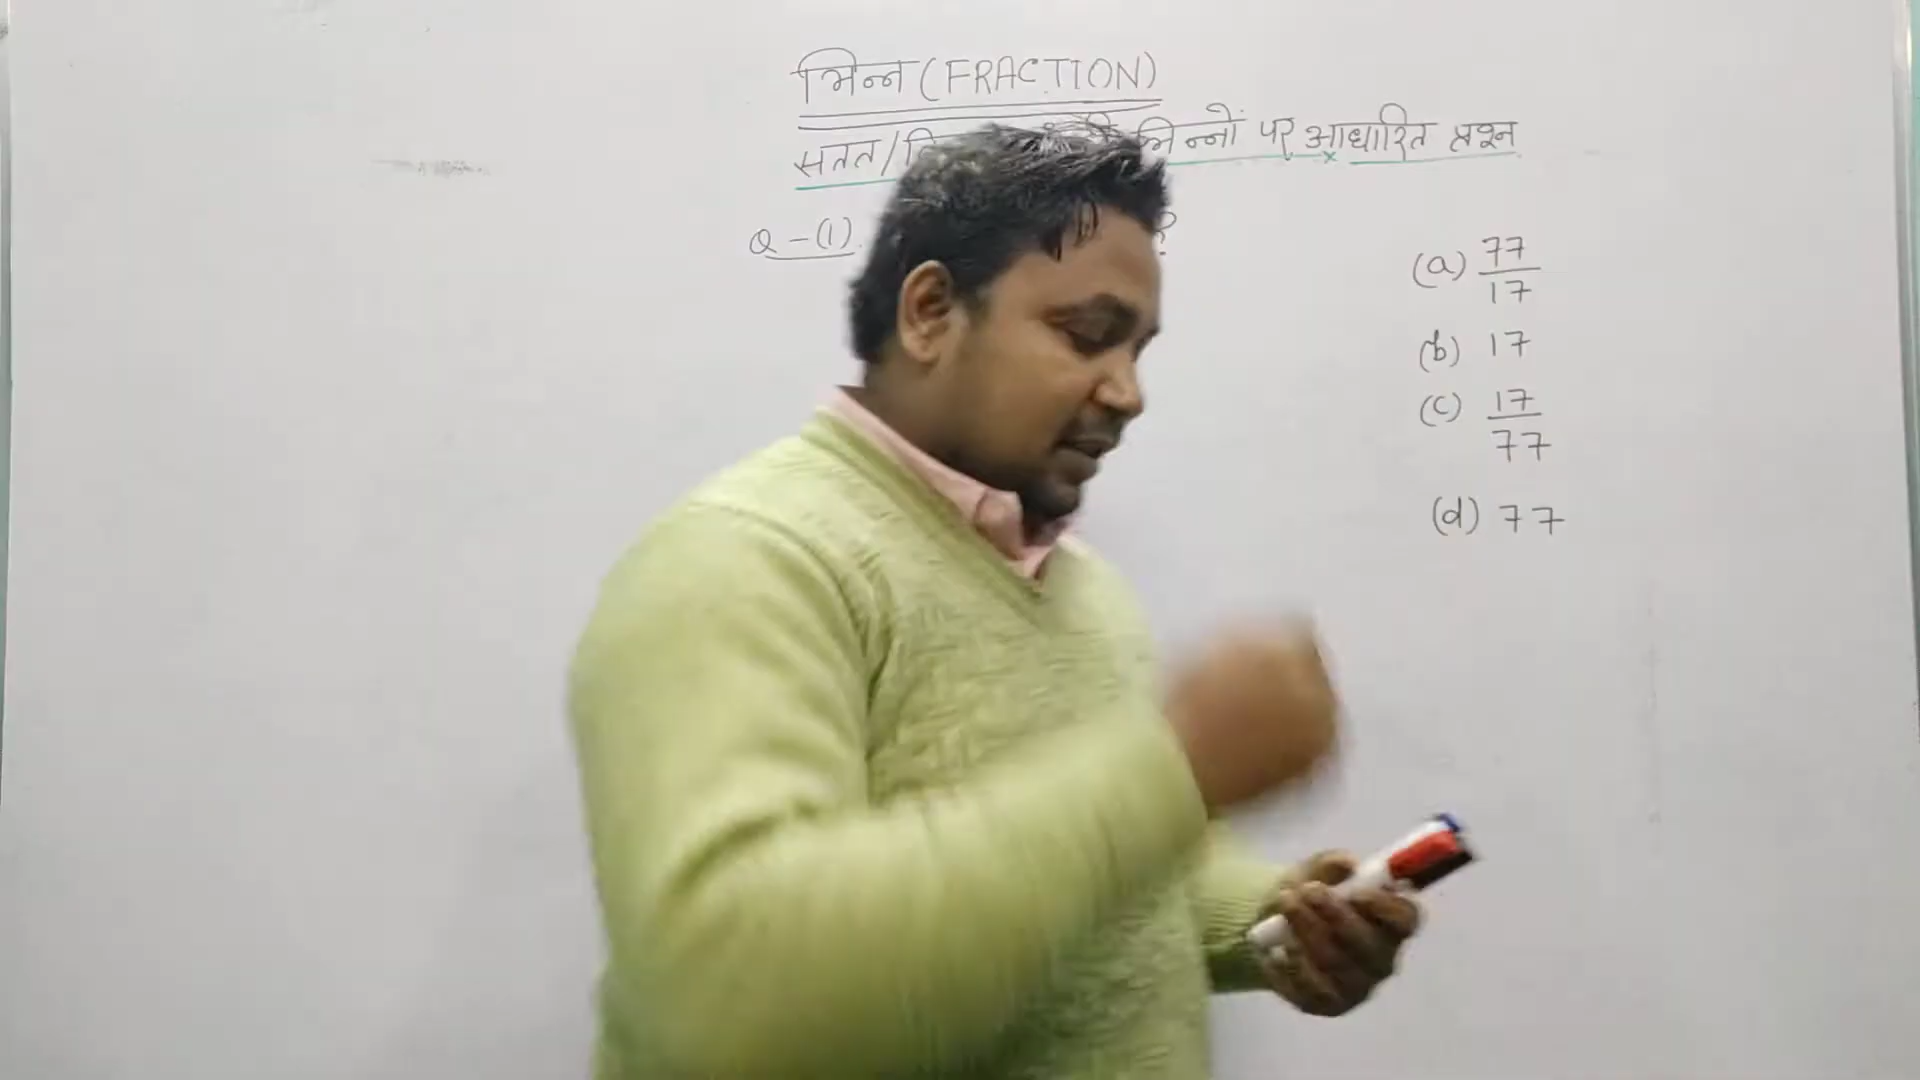 भिन्न (FRACTION)
सतत/ भिन्नों पर आधारित प्रश्न
Q-(1). ?
(a) 77/17
(b) 17
(c) 17/77
(d) 77